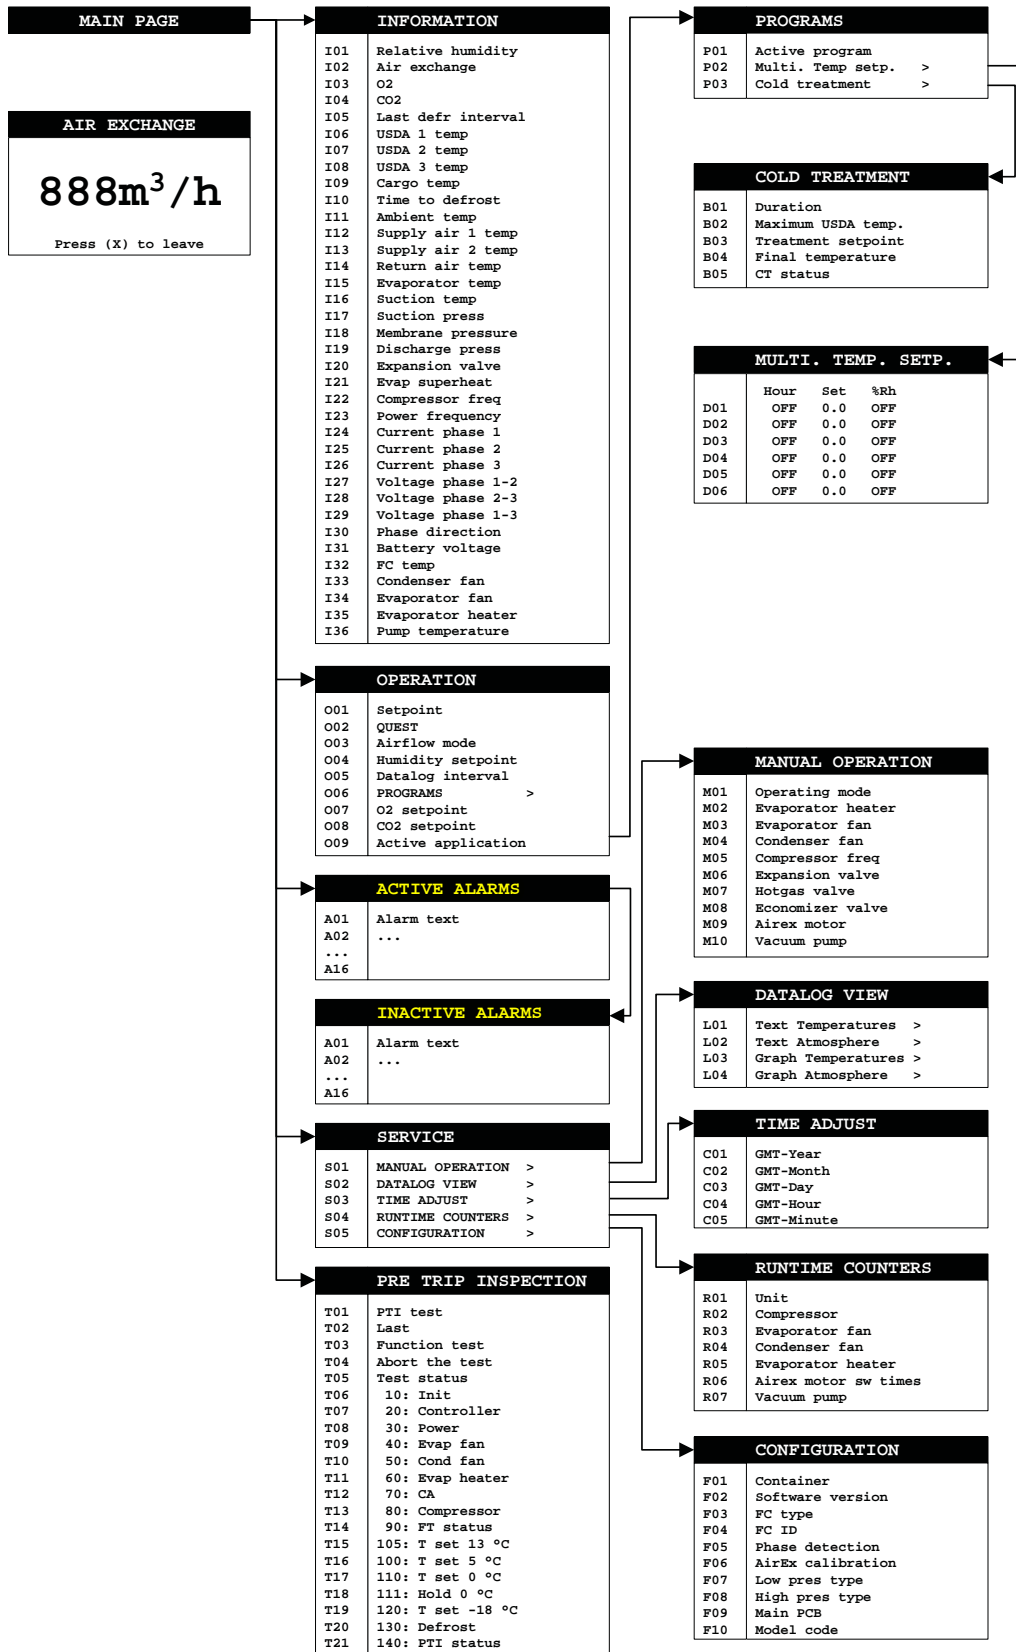 MAIN PAGE
AIR EXCHANGE
888m³/h
Press (X) to leave
INFORMATION
I01 Relative humidity
I02 Air exchange
I03 O2
I04 CO2
I05 Last defr interval
I06 USDA 1 temp
I07 USDA 2 temp
I08 USDA 3 temp
I09 Cargo temp
I10 Time to defrost
I11 Ambient temp
I12 Supply air 1 temp
I13 Supply air 2 temp
I14 Return air temp
I15 Evaporator temp
I16 Suction temp
I17 Suction press
I18 Membrane pressure
I19 Discharge press
I20 Expansion valve
I21 Evap superheat
I22 Compressor freq
I23 Power frequency
I24 Current phase 1
I25 Current phase 2
I26 Current phase 3
I27 Voltage phase 1-2
I28 Voltage phase 2-3
I29 Voltage phase 1-3
I30 Phase direction
I31 Battery voltage
I32 FC temp
I33 Condenser fan
I34 Evaporator fan
I35 Evaporator heater
I36 Pump temperature
OPERATION
O01 Setpoint
O02 QUEST
O03 Airflow mode
O04 Humidity setpoint
O05 Datalog interval
O06 PROGRAMS >
O07 O2 setpoint
O08 CO2 setpoint
O09 Active application
ACTIVE ALARMS
A01 Alarm text
A02 ...
...
A16
INACTIVE ALARMS
A01 Alarm text
A02 ...
...
A16
SERVICE
S01 MANUAL OPERATION >
S02 DATALOG VIEW >
S03 TIME ADJUST >
S04 RUNTIME COUNTERS >
S05 CONFIGURATION >
PRE TRIP INSPECTION
T01 PTI test
T02 Last
T03 Function test
T04 Abort the test
T05 Test status
T06 10: Init
T07 20: Controller
T08 30: Power
T09 40: Evap fan
T10 50: Cond fan
T11 60: Evap heater
T12 70: CA
T13 80: Compressor
T14 90: FT status
T15 105: T set 13 ºC
T16 100: T set 5 ºC
T17 110: T set 0 ºC
T18 111: Hold 0 ºC
T19 120: T set -18 ºC
T20 130: Defrost
T21 140: PTI status
PROGRAMS
P01 Active program
P02 Multi. Temp setp. >
P03 Cold treatment >
COLD TREATMENT
B01 Duration
B02 Maximum USDA temp.
B03 Treatment setpoint
B04 Final temperature
B05 CT status
MULTI. TEMP. SETP.
Hour Set %Rh
D01 OFF 0.0 OFF
D02 OFF 0.0 OFF
D03 OFF 0.0 OFF
D04 OFF 0.0 OFF
D05 OFF 0.0 OFF
D06 OFF 0.0 OFF
MANUAL OPERATION
M01 Operating mode
M02 Evaporator heater
M03 Evaporator fan
M04 Condenser fan
M05 Compressor freq
M06 Expansion valve
M07 Hotgas valve
M08 Economizer valve
M09 Airex motor
M10 Vacuum pump
DATALOG VIEW
L01 Text Temperatures >
L02 Text Atmosphere >
L03 Graph Temperatures >
L04 Graph Atmosphere >
TIME ADJUST
C01 GMT-Year
C02 GMT-Month
C03 GMT-Day
C04 GMT-Hour
C05 GMT-Minute
RUNTIME COUNTERS
R01 Unit
R02 Compressor
R03 Evaporator fan
R04 Condenser fan
R05 Evaporator heater
R06 Airex motor sw times
R07 Vacuum pump
CONFIGURATION
F01 Container
F02 Software version
F03 FC type
F04 FC ID
F05 Phase detection
F06 AirEx calibration
F07 Low pres type
F08 High pres type
F09 Main PCB
F10 Model code